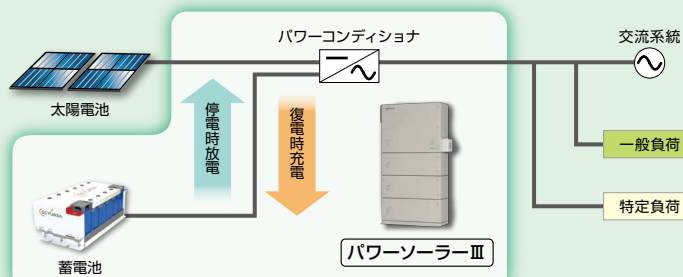 パワーコンディショナ
交流系統
太陽電池
停電時放電
復電時充電
一般負荷
特定負荷
GS YUASA
パワーソーラーⅢ
蓄電池